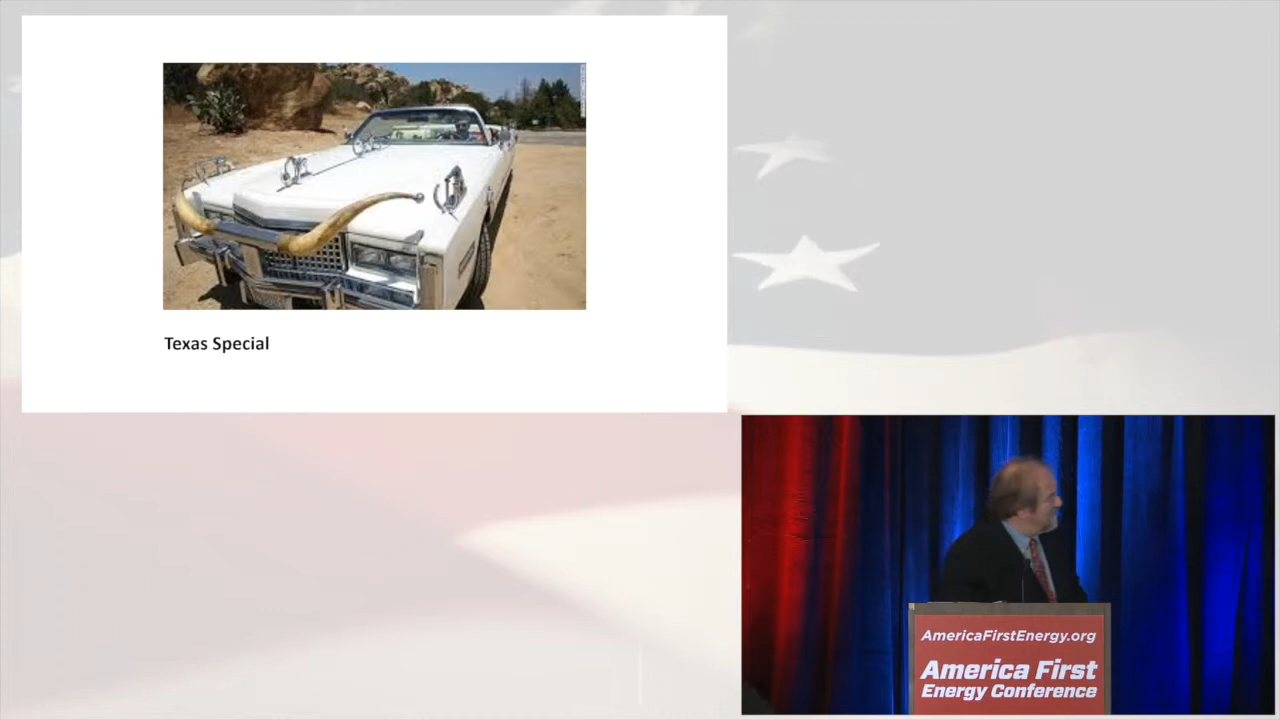 Texas Special
AmericaFirstEnergy.org
America First
Energy Conference